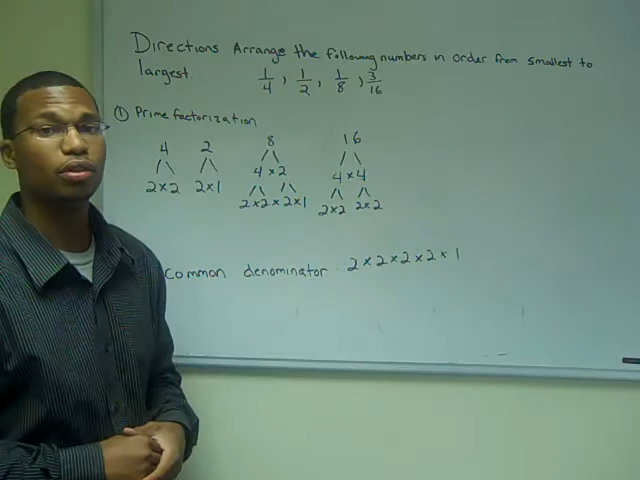 Directions Arrange the following numbers in order from smallest to
largest. 1/4, 1/2, 1/8, 3/16
① Prime factorization
4 2 8 16
4 × 2 4 × 4
2 × 2 2 × 1 2 × 2 × 2 × 1 2 × 2 2 × 2
Common denominator 2 × 2 × 2 × 2 × 1